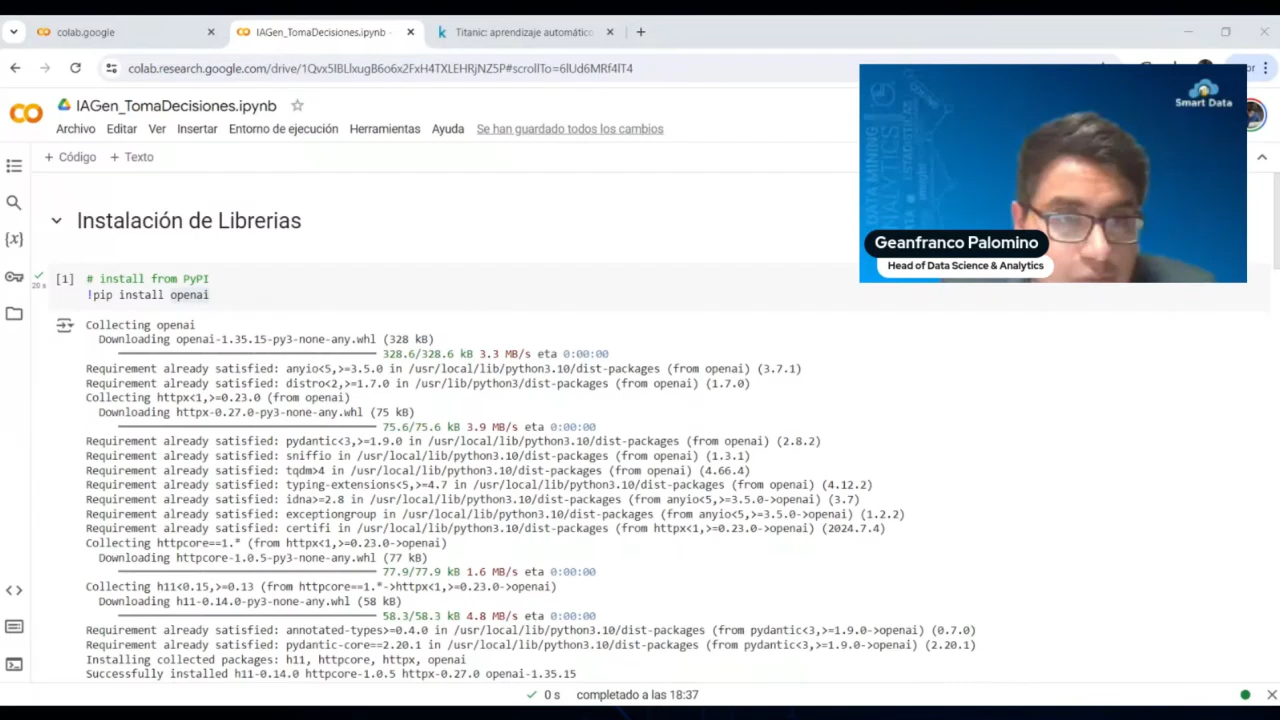 colab.google
IAGen_TomaDecisiones.ipynb
Titanic: aprendizaje automático
colab.research.google.com/drive/1Qvx5IBLlxugB6o6x2FxH4TXLEHRjNZ5P#scrollTo=6lUd6MRf4lT4
IAGen_TomaDecisiones.ipynb
Archivo Editar Ver Insertar Entorno de ejecución Herramientas Ayuda Se han guardado todos los cambios
+ Código + Texto
Smart Data
Instalación de Librerias
Geanfranco Palomino
Head of Data Science & Analytics
[1] # install from PyPI
20 s
!pip install openai
Collecting openai
Downloading openai-1.35.15-py3-none-any.whl (328 kB)
328.6/328.6 kB 3.3 MB/s eta 0:00:00
Requirement already satisfied: anyio<5,>=3.5.0 in /usr/local/lib/python3.10/dist-packages (from openai) (3.7.1)
Requirement already satisfied: distro<2,>=1.7.0 in /usr/lib/python3/dist-packages (from openai) (1.7.0)
Collecting httpx<1,>=0.23.0 (from openai)
Downloading httpx-0.27.0-py3-none-any.whl (75 kB)
75.6/75.6 kB 3.9 MB/s eta 0:00:00
Requirement already satisfied: pydantic<3,>=1.9.0 in /usr/local/lib/python3.10/dist-packages (from openai) (2.8.2)
Requirement already satisfied: sniffio in /usr/local/lib/python3.10/dist-packages (from openai) (1.3.1)
Requirement already satisfied: tqdm>4 in /usr/local/lib/python3.10/dist-packages (from openai) (4.66.4)
Requirement already satisfied: typing-extensions<5,>=4.7 in /usr/local/lib/python3.10/dist-packages (from openai) (4.12.2)
Requirement already satisfied: idna>=2.8 in /usr/local/lib/python3.10/dist-packages (from anyio<5,>=3.5.0->openai) (3.7)
Requirement already satisfied: exceptiongroup in /usr/local/lib/python3.10/dist-packages (from anyio<5,>=3.5.0->openai) (1.2.2)
Requirement already satisfied: certifi in /usr/local/lib/python3.10/dist-packages (from httpx<1,>=0.23.0->openai) (2024.7.4)
Collecting httpcore==1.* (from httpx<1,>=0.23.0->openai)
Downloading httpcore-1.0.5-py3-none-any.whl (77 kB)
77.9/77.9 kB 1.6 MB/s eta 0:00:00
Collecting h11<0.15,>=0.13 (from httpcore==1.*->httpx<1,>=0.23.0->openai)
Downloading h11-0.14.0-py3-none-any.whl (58 kB)
58.3/58.3 kB 4.8 MB/s eta 0:00:00
Requirement already satisfied: annotated-types>=0.4.0 in /usr/local/lib/python3.10/dist-packages (from pydantic<3,>=1.9.0->openai) (0.7.0)
Requirement already satisfied: pydantic-core==2.20.1 in /usr/local/lib/python3.10/dist-packages (from pydantic<3,>=1.9.0->openai) (2.20.1)
Installing collected packages: h11, httpcore, httpx, openai
Successfully installed h11-0.14.0 httpcore-1.0.5 httpx-0.27.0 openai-1.35.15
0 s completado a las 18:37